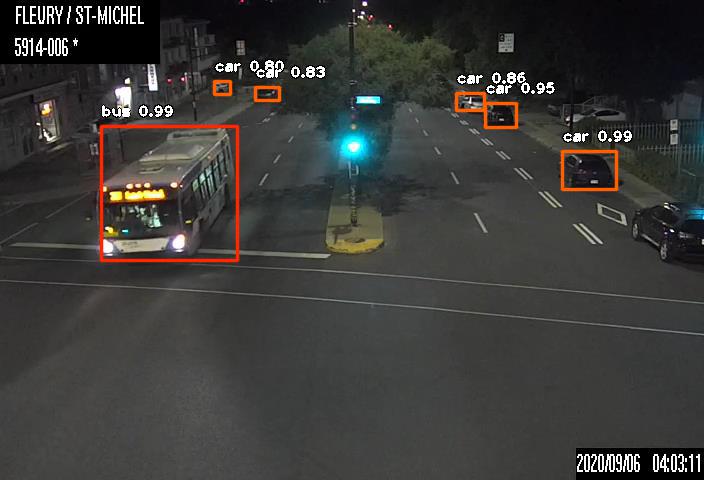 FLEURY / ST-MICHEL
5914-006 *
car 0.80
car 0.83
car 0.86
car 0.95
bus 0.99
car 0.99
2020/09/06 04:03:11